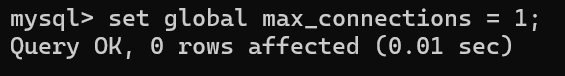 mysql> set global max_connections = 1;
Query OK, 0 rows affected (0.01 sec)